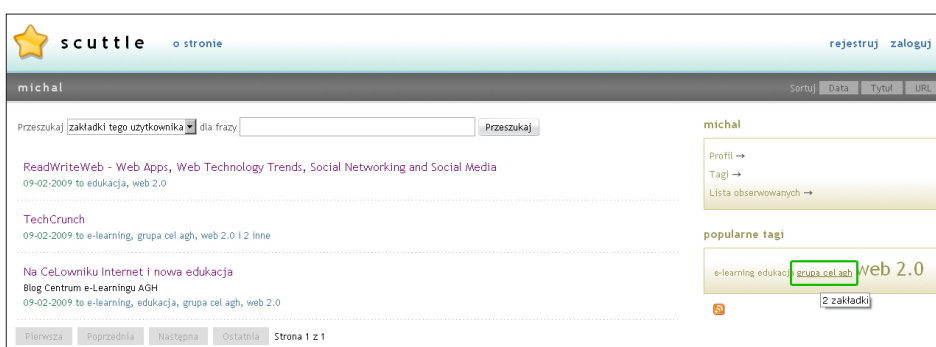 scuttle o stronie rejestruj zaloguj
michal Sortuj Data Tytuł URL
Przeszukaj zakładki tego użytkownika dla frazy Przeszukaj
ReadWriteWeb - Web Apps, Web Technology Trends, Social Networking and Social Media
09-02-2009 to edukacja, web 2.0
TechCrunch
09-02-2009 to e-learning, grupa cel agh, web 2.0 i 2 inne
Na CeLowniku Internet i nowa edukacja
Blog Centrum e-Learningu AGH
09-02-2009 to e-learning, edukacja, grupa cel agh, web 2.0
Pierwsza Poprzednia Następna Ostatnia Strona 1 z 1
michal
Profil →
Tagi →
Lista obserwowanych →
popularne tagi
e-learning edukacja grupa cel agh web 2.0
2 zakładki